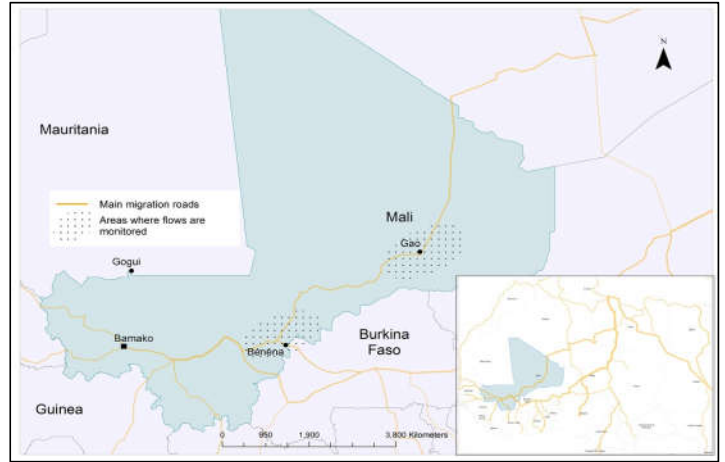 N
Mauritania
Main migration roads
Areas where flows are
monitored
Mali
Gao
Gogui
Bamako
Bénéna
Burkina
Faso
Guinea
0 950 1,900 3,800 Kilometers